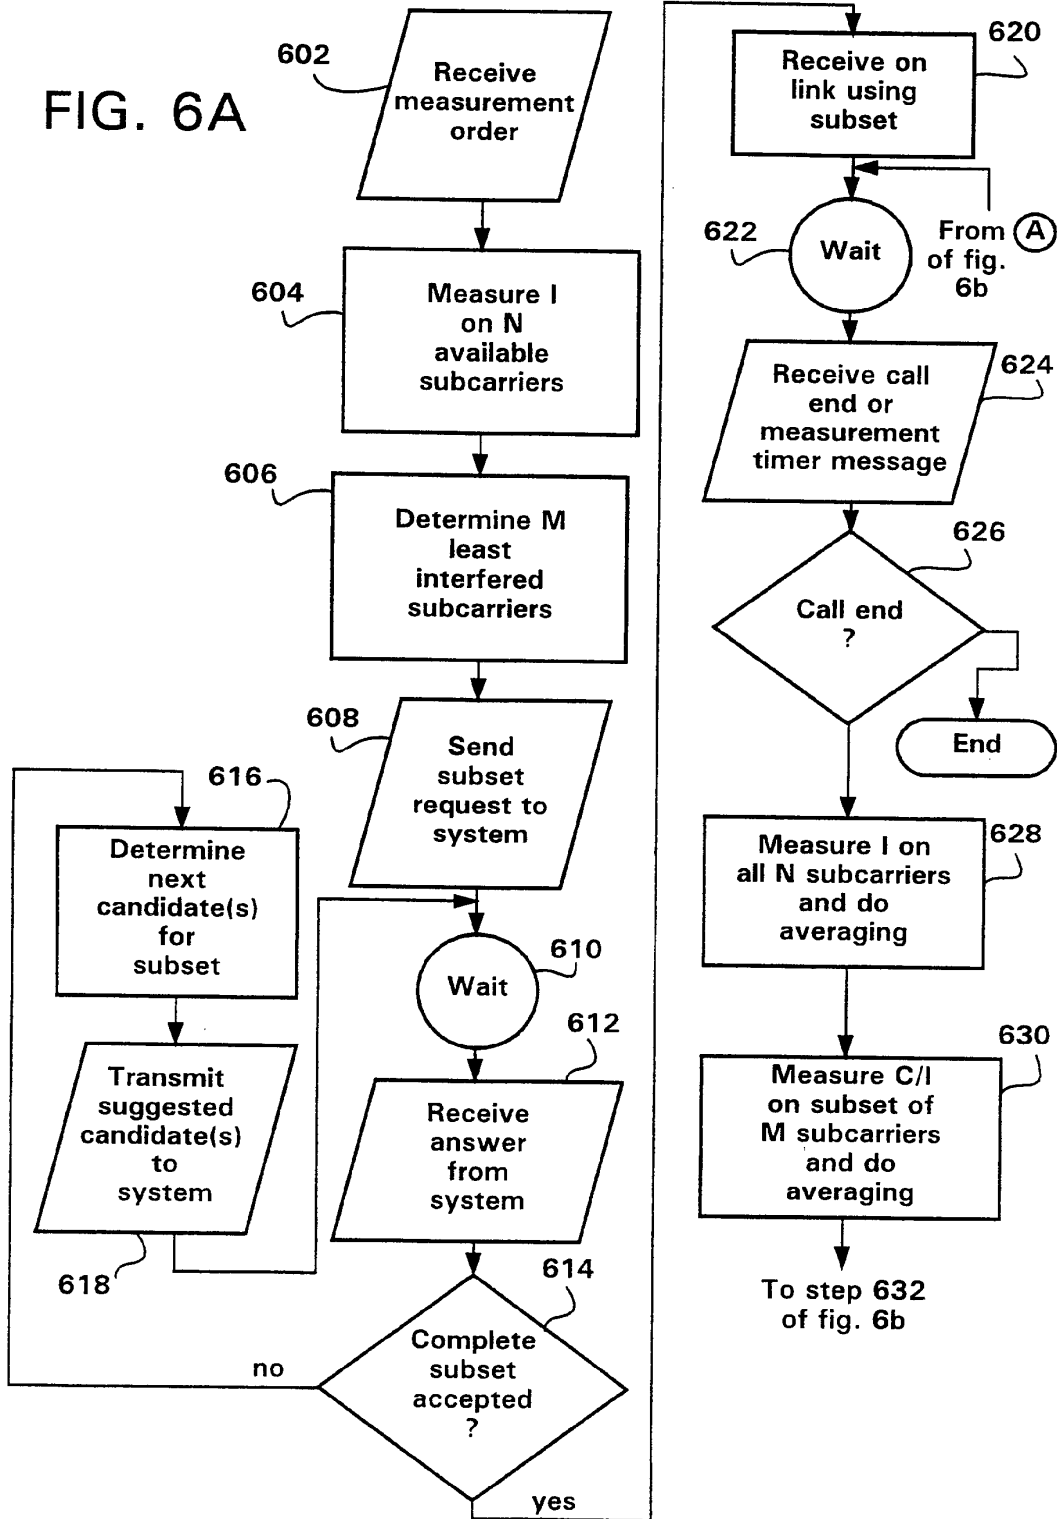 FIG. 6A
602
Receive
measurement
order
604
Measure I
on N
available
subcarriers
606
Determine M
least
interfered
subcarriers
608
Send
subset
request to
system
616
Determine
next
candidate(s)
for
subset
610
Wait
618
Transmit
suggested
candidate(s)
to
system
612
Receive
answer
from
system
614
Complete
subset
accepted
?
no
yes
620
Receive on
link using
subset
622
Wait
From A
of fig.
6b
624
Receive call
end or
measurement
timer message
626
Call end
?
End
628
Measure I on
all N subcarriers
and do
averaging
630
Measure C/I
on subset of
M subcarriers
and do
averaging
To step 632
of fig. 6b